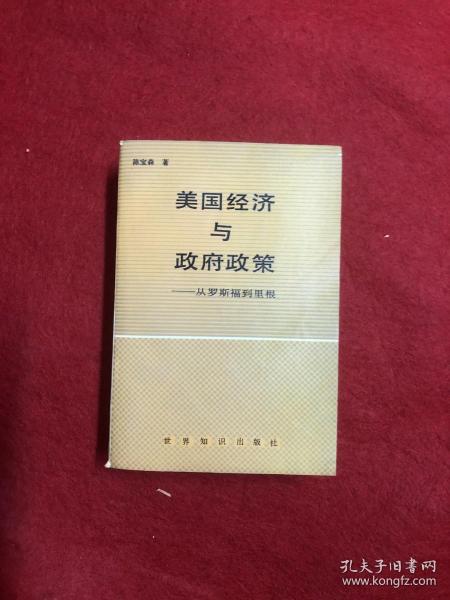 陈宝森 著
美国经济
与
政府政策
——从罗斯福到里根
世界知识出版社
孔夫子旧书网
www.kongfz.com